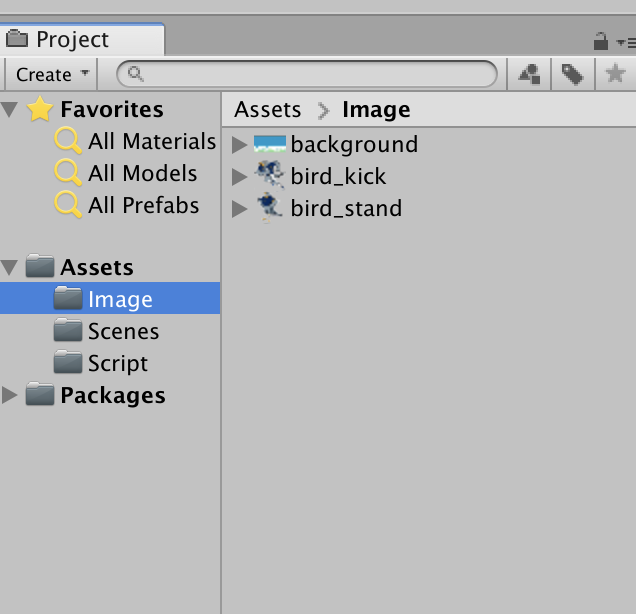 Project
Create
Favorites
All Materials
All Models
All Prefabs
Assets
Image
Scenes
Script
Packages
Assets > Image
background
bird_kick
bird_stand